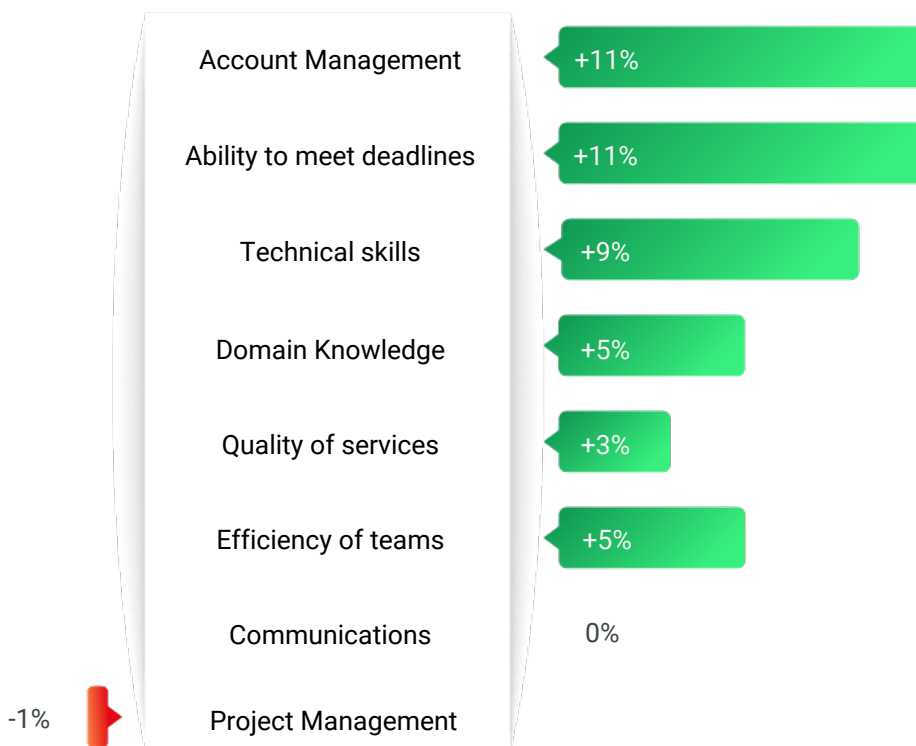 Account Management +11%
Ability to meet deadlines +11%
Technical skills +9%
Domain Knowledge +5%
Quality of services +3%
Efficiency of teams +5%
Communications 0%
-1% Project Management